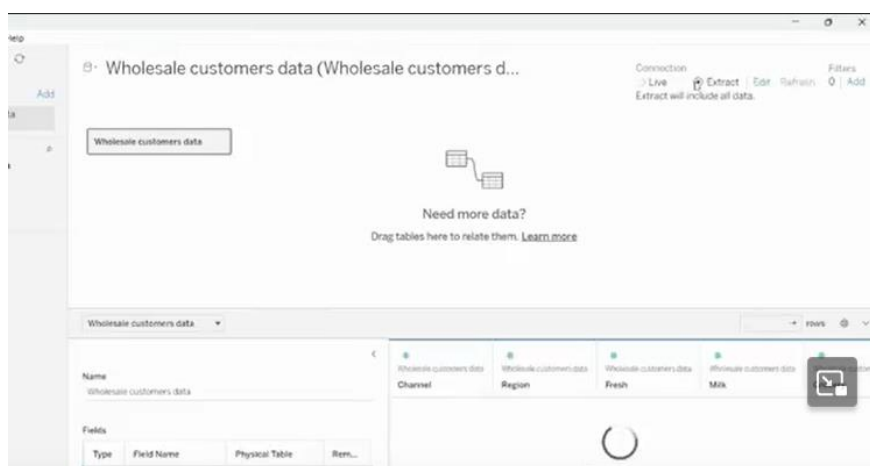 Help
Wholesale customers data (Wholesale customers d...
Connection
Live Extract Edit Refresh
Extract will include all data.
Filters
0 Add
Add
Wholesale customers data
Need more data?
Drag tables here to relate them. Learn more
Wholesale customers data
rows
Name
Wholesale customers data
Fields
Type Field Name Physical Table Rem...
Wholesale customers data Wholesale customers data Wholesale customers data Wholesale customers data
Channel Region Fresh Milk